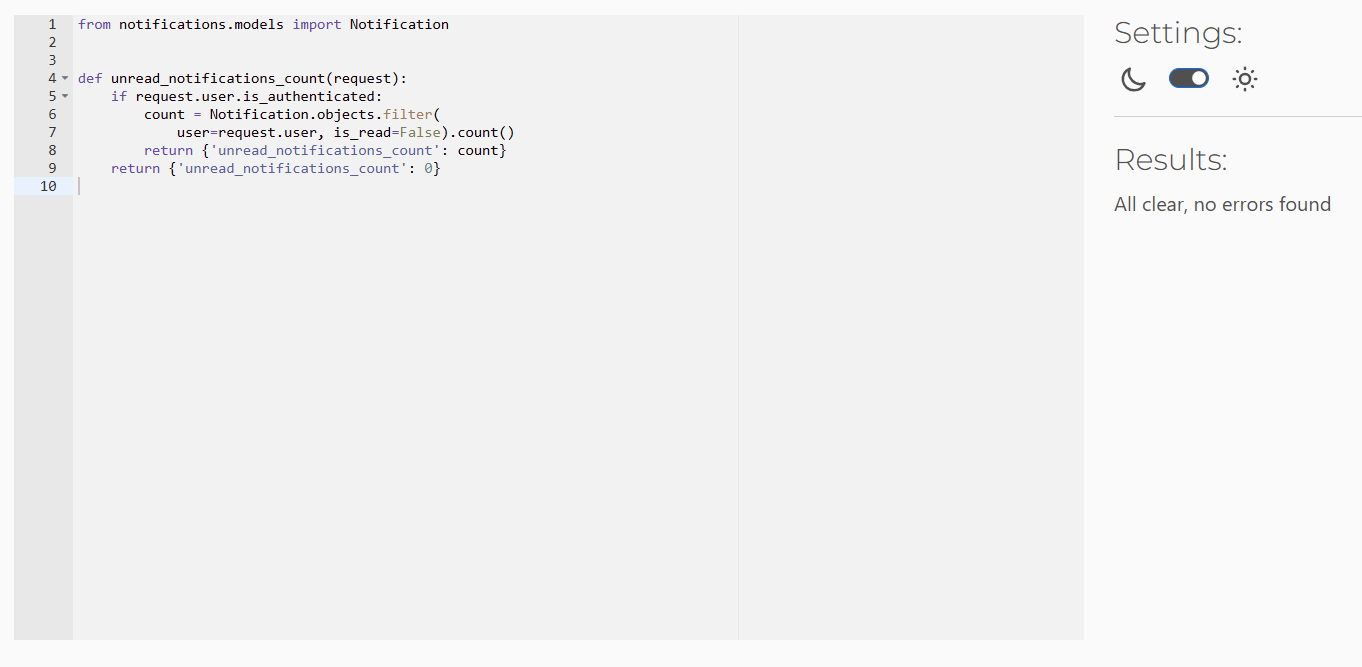 1 from notifications.models import Notification
2
3
4 def unread_notifications_count(request):
5     if request.user.is_authenticated:
6         count = Notification.objects.filter(
7             user=request.user, is_read=False).count()
8         return {'unread_notifications_count': count}
9     return {'unread_notifications_count': 0}
10
Settings:
Results:
All clear, no errors found